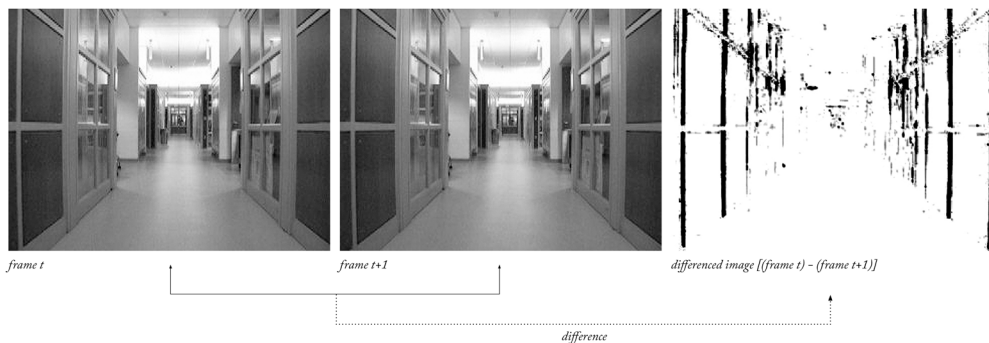 frame t
frame t+1
differenced image [(frame t) – (frame t+1)]
difference